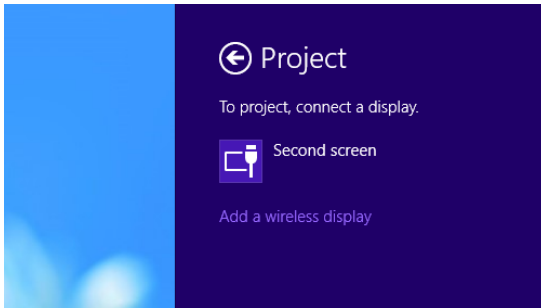 Project
To project, connect a display.
Second screen
Add a wireless display